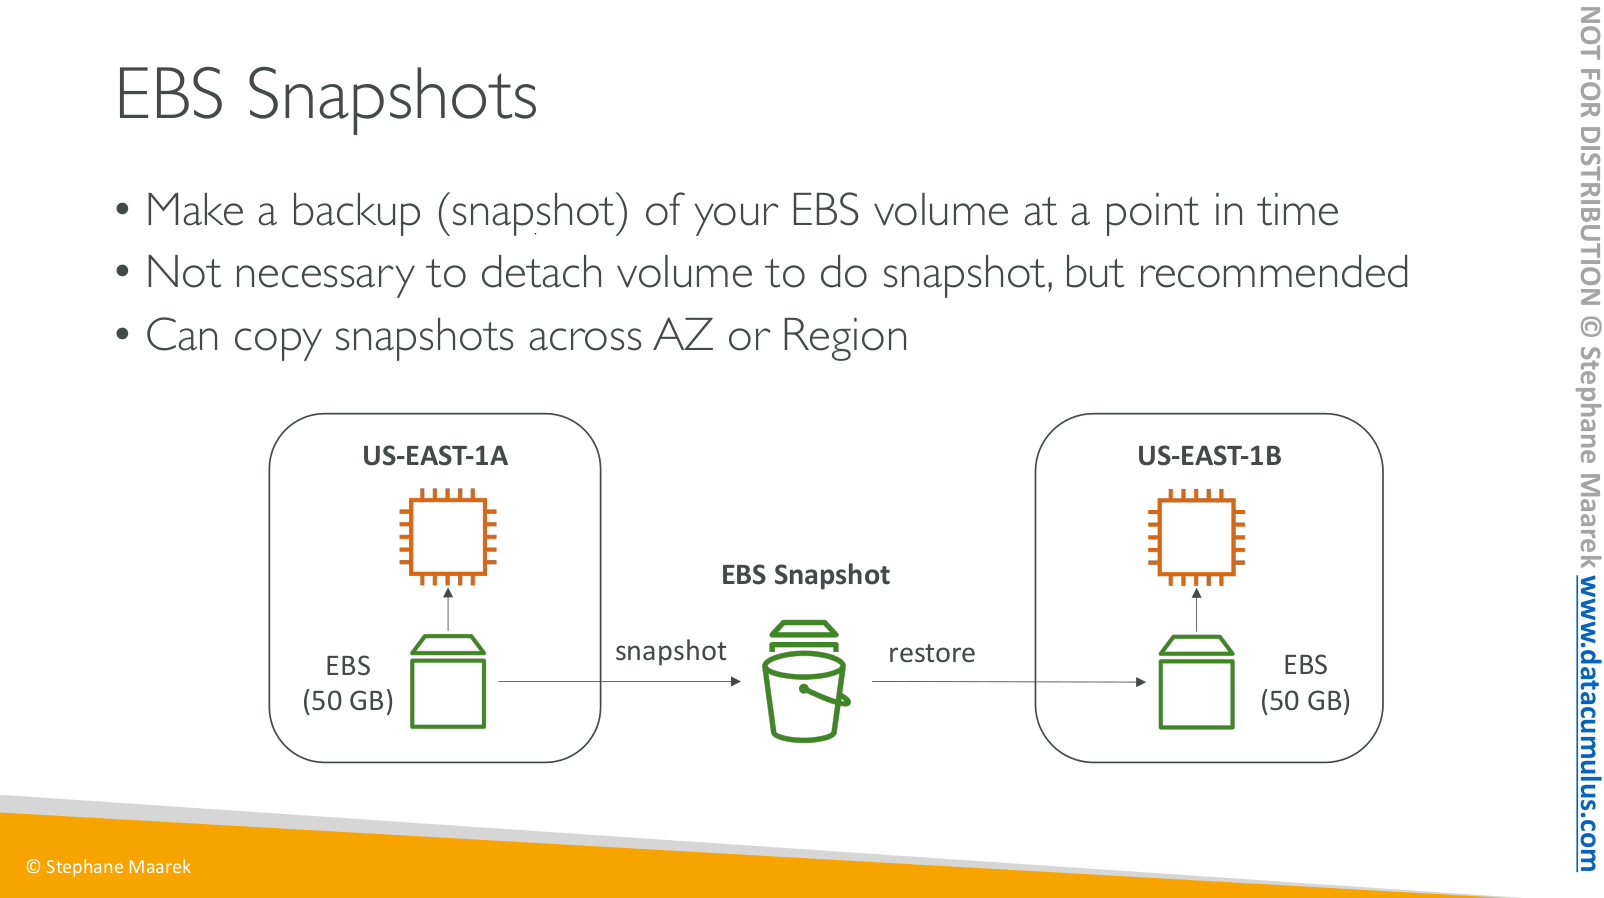 EBS Snapshots
• Make a backup (snapshot) of your EBS volume at a point in time
• Not necessary to detach volume to do snapshot, but recommended
• Can copy snapshots across AZ or Region
US-EAST-1A
US-EAST-1B
EBS Snapshot
snapshot
restore
EBS
(50 GB)
EBS
(50 GB)
© Stephane Maarek
NOT FOR DISTRIBUTION © Stephane Maarek www.datacumulus.com